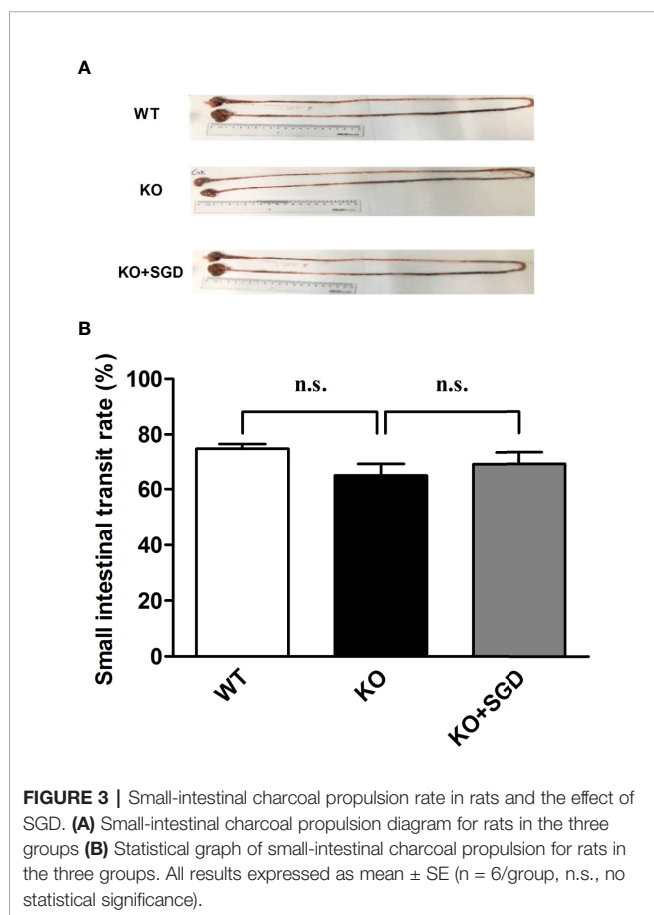 A
WT
KO
KO+SGD
B
Small intestinal transit rate (%)
100
80
60
40
20
0
n.s.
n.s.
WT
KO
KO+SGD
FIGURE 3 | Small-intestinal charcoal propulsion rate in rats and the effect of
SGD. (A) Small-intestinal charcoal propulsion diagram for rats in the three
groups (B) Statistical graph of small-intestinal charcoal propulsion for rats in
the three groups. All results expressed as mean ± SE (n = 6/group, n.s., no
statistical significance).